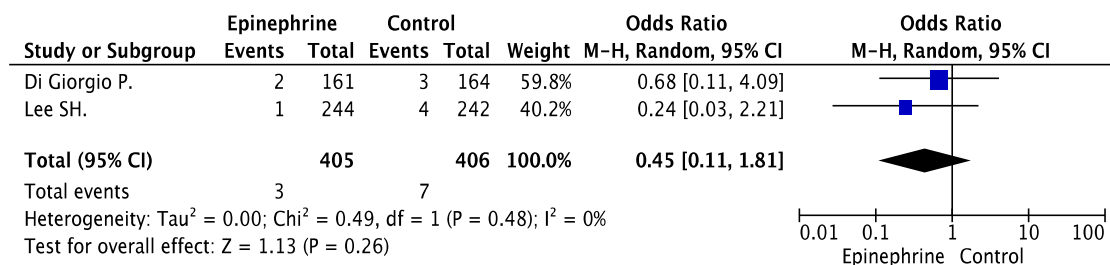 Epinephrine Control Odds Ratio Odds Ratio
Study or Subgroup Events Total Events Total Weight M-H, Random, 95% CI M-H, Random, 95% CI
Di Giorgio P. 2 161 3 164 59.8% 0.68 [0.11, 4.09]
Lee SH. 1 244 4 242 40.2% 0.24 [0.03, 2.21]
Total (95% CI) 405 406 100.0% 0.45 [0.11, 1.81]
Total events 3 7
Heterogeneity: Tau² = 0.00; Chi² = 0.49, df = 1 (P = 0.48); I² = 0%
Test for overall effect: Z = 1.13 (P = 0.26)
0.01 0.1 1 10 100
Epinephrine Control